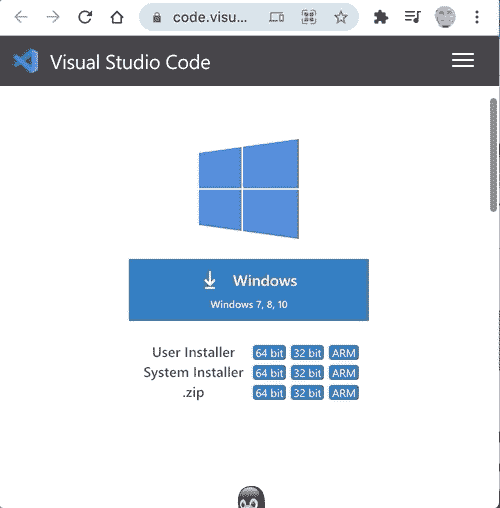 code.visu...
Visual Studio Code
Windows
Windows 7, 8, 10
User Installer 64 bit 32 bit ARM
System Installer 64 bit 32 bit ARM
.zip 64 bit 32 bit ARM